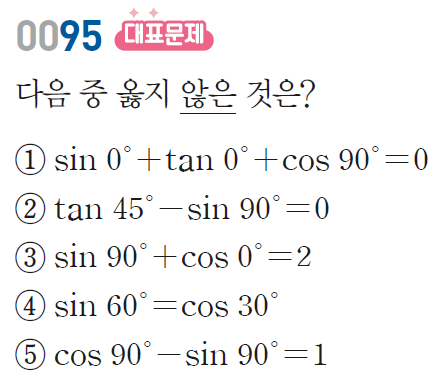 0095 대표문제
다음 중 옳지 않은 것은?
① sin 0°+tan 0°+cos 90°=0
② tan 45°-sin 90°=0
③ sin 90°+cos 0°=2
④ sin 60°=cos 30°
⑤ cos 90°-sin 90°=1